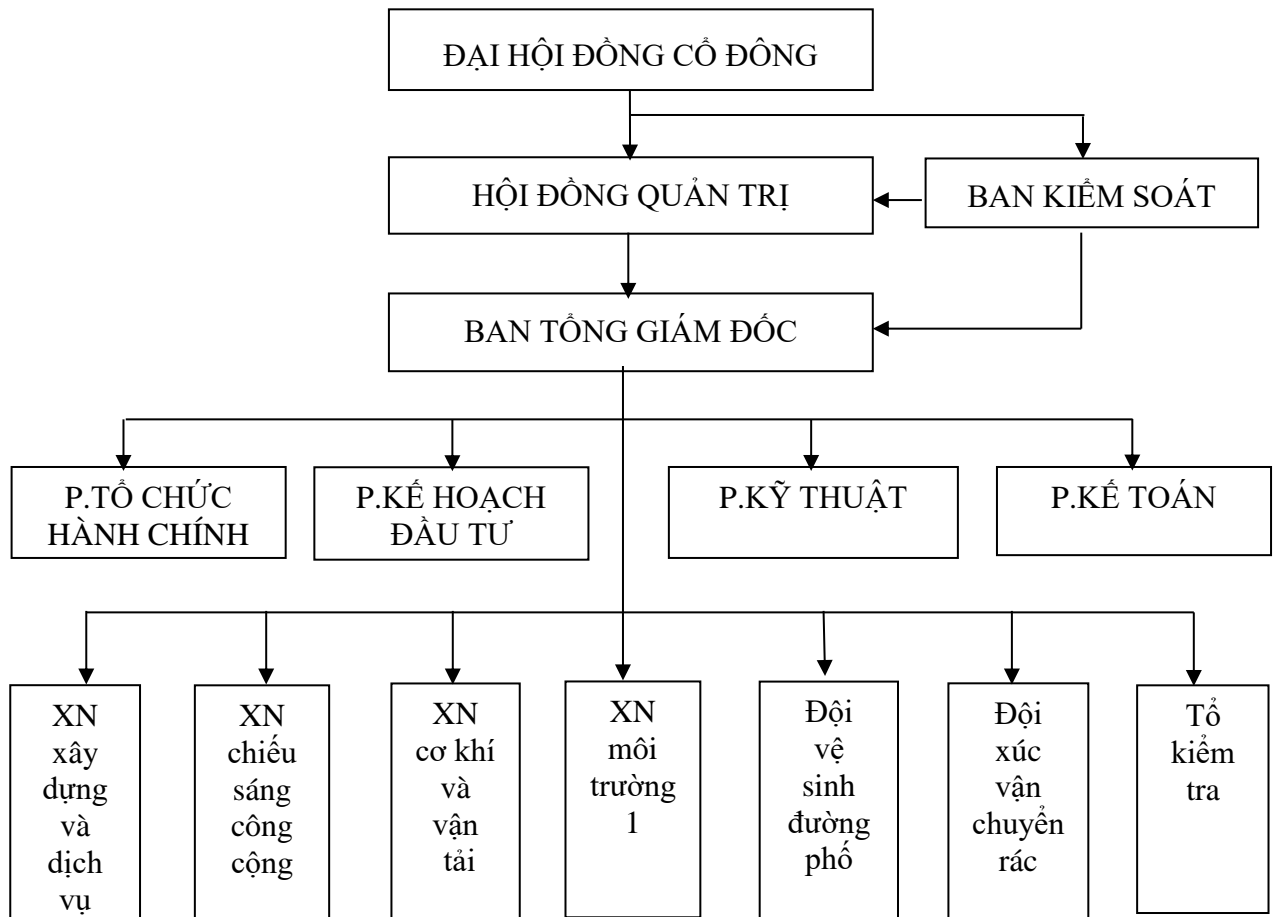 ĐẠI HỘI ĐỒNG CỔ ĐÔNG
HỘI ĐỒNG QUẢN TRỊ
BAN KIỂM SOÁT
BAN TỔNG GIÁM ĐỐC
P.TỔ CHỨC
HÀNH CHÍNH
P.KẾ HOẠCH
ĐẦU TƯ
P.KỸ THUẬT
P.KẾ TOÁN
XN
xây
dựng
và
dịch
vụ
XN
chiếu
sáng
công
cộng
XN
cơ khí
và
vận
tải
XN
môi
trường
1
Đội
vệ
sinh
đường
phố
Đội
xúc
vận
chuyển
rác
Tổ
kiểm
tra